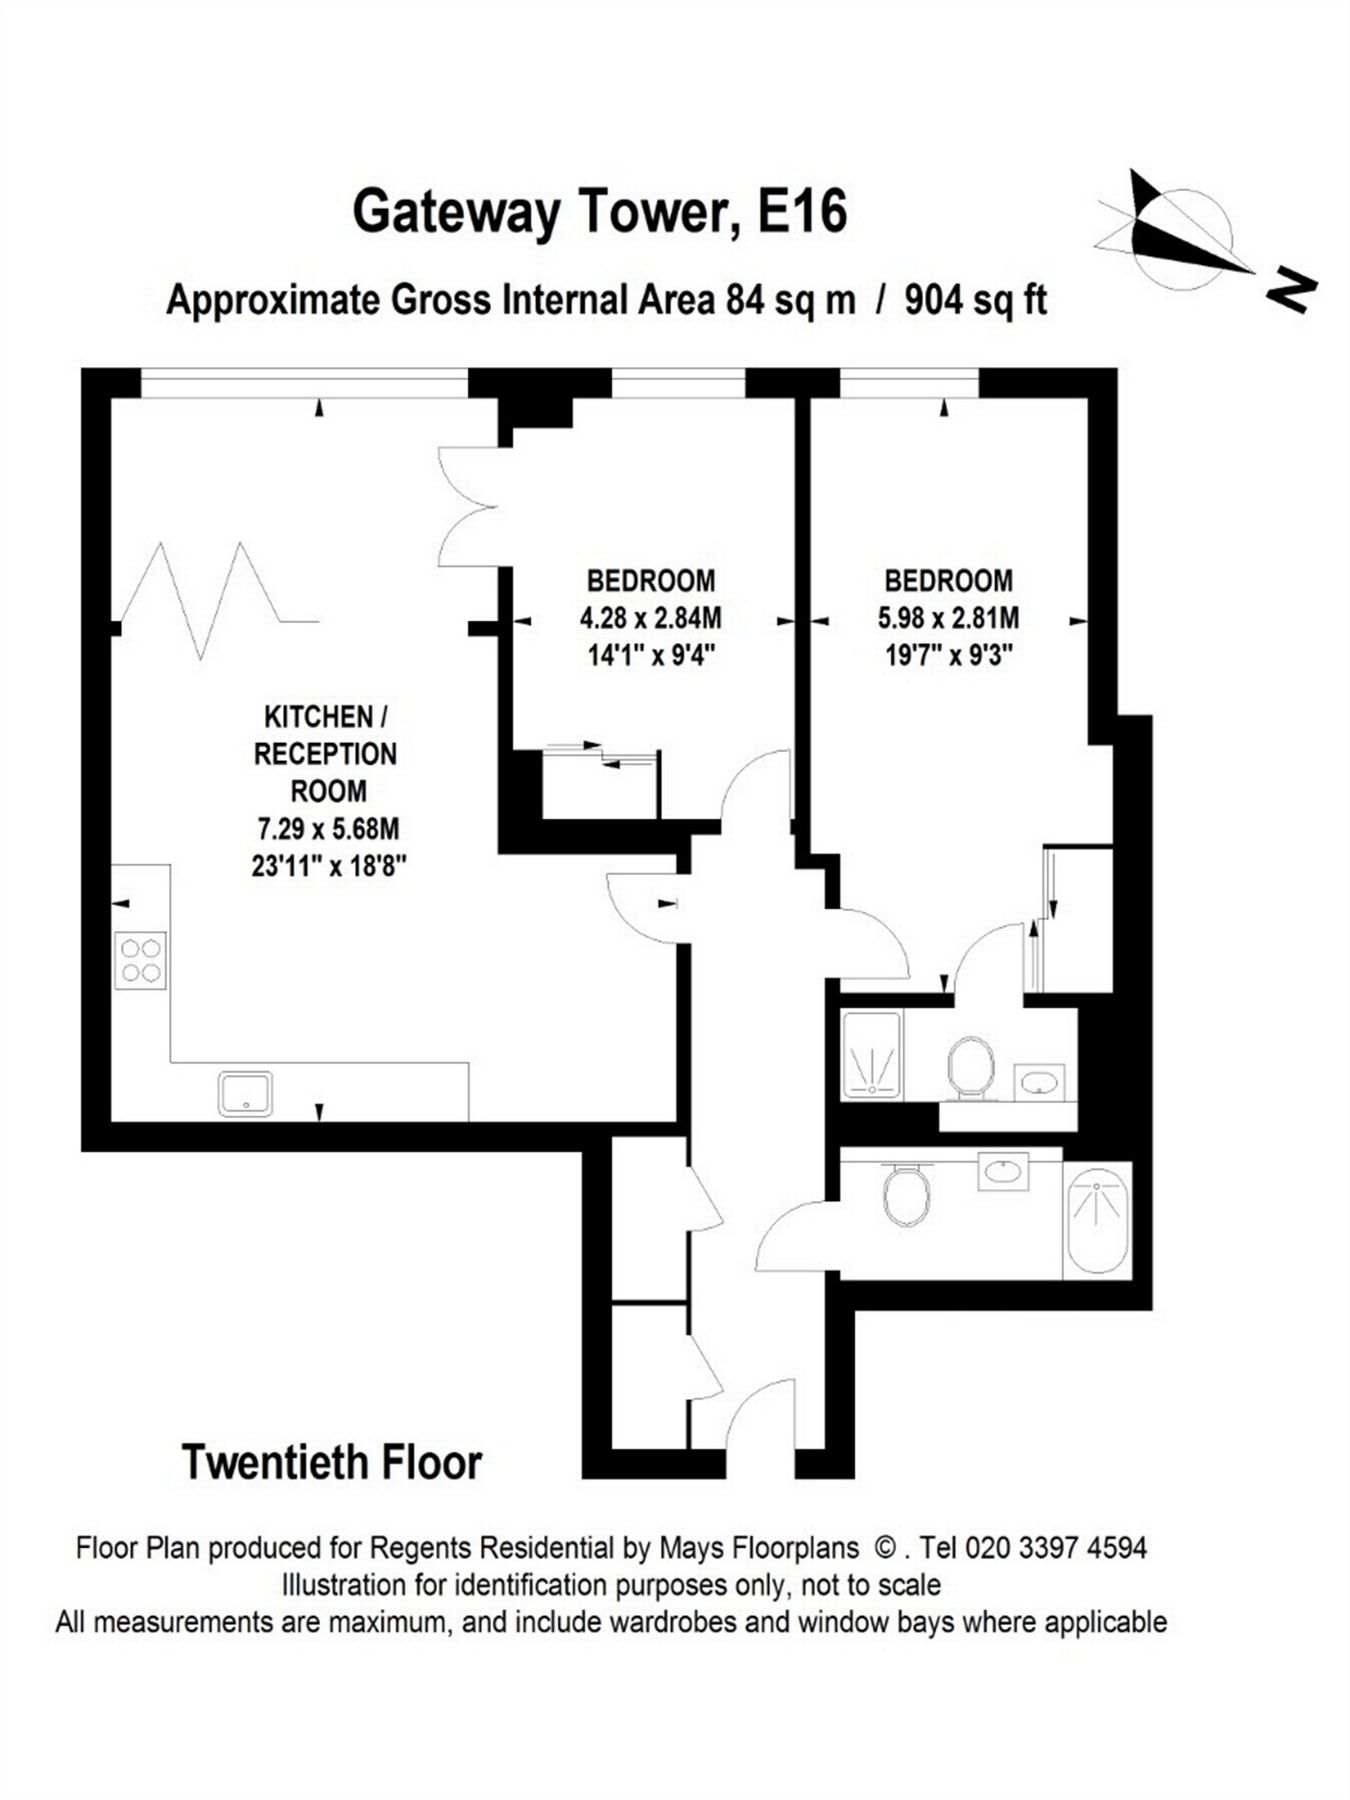 Gateway Tower, E16
Approximate Gross Internal Area 84 sq m / 904 sq ft
N
BEDROOM
4.28 x 2.84M
14'1" x 9'4"
BEDROOM
5.98 x 2.81M
19'7" x 9'3"
KITCHEN /
RECEPTION
ROOM
7.29 x 5.68M
23'11" x 18'8"
Twentieth Floor
Floor Plan produced for Regents Residential by Mays Floorplans © . Tel 020 3397 4594
Illustration for identification purposes only, not to scale
All measurements are maximum, and include wardrobes and window bays where applicable